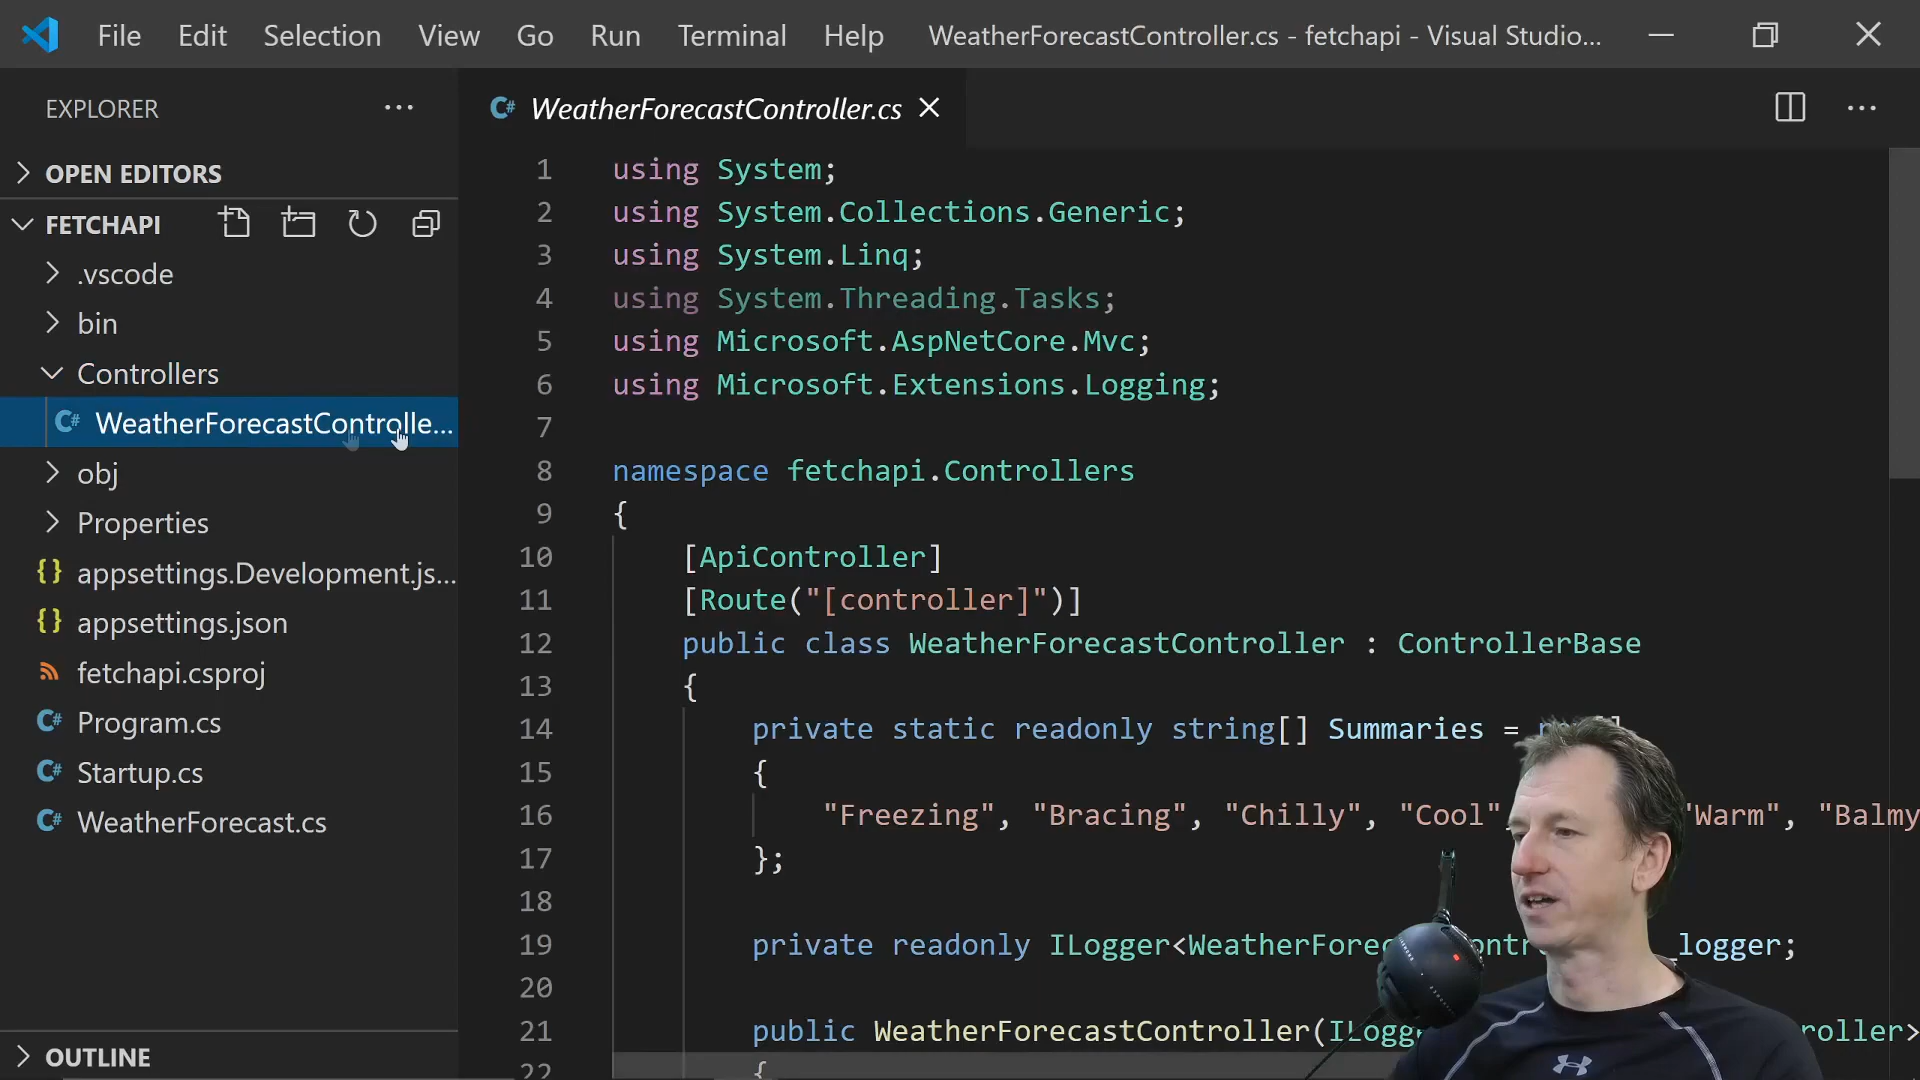 File Edit Selection View Go Run Terminal Help WeatherForecastController.cs - fetchapi - Visual Studio...
EXPLORER
OPEN EDITORS
FETCHAPI
.vscode
bin
Controllers
WeatherForecastControlle...
obj
Properties
appsettings.Development.js...
appsettings.json
fetchapi.csproj
Program.cs
Startup.cs
WeatherForecast.cs
OUTLINE
WeatherForecastController.cs
1 using System;
2 using System.Collections.Generic;
3 using System.Linq;
4 using System.Threading.Tasks;
5 using Microsoft.AspNetCore.Mvc;
6 using Microsoft.Extensions.Logging;
7
8 namespace fetchapi.Controllers
9 {
10 [ApiController]
11 [Route("[controller]")]
12 public class WeatherForecastController : ControllerBase
13 {
14 private static readonly string[] Summaries =
15 {
16 "Freezing", "Bracing", "Chilly", "Cool", "Warm", "Balmy
17 };
18
19 private readonly ILogger<WeatherForec _logger;
20
21 public WeatherForecastController(ILogge roller>
22 {